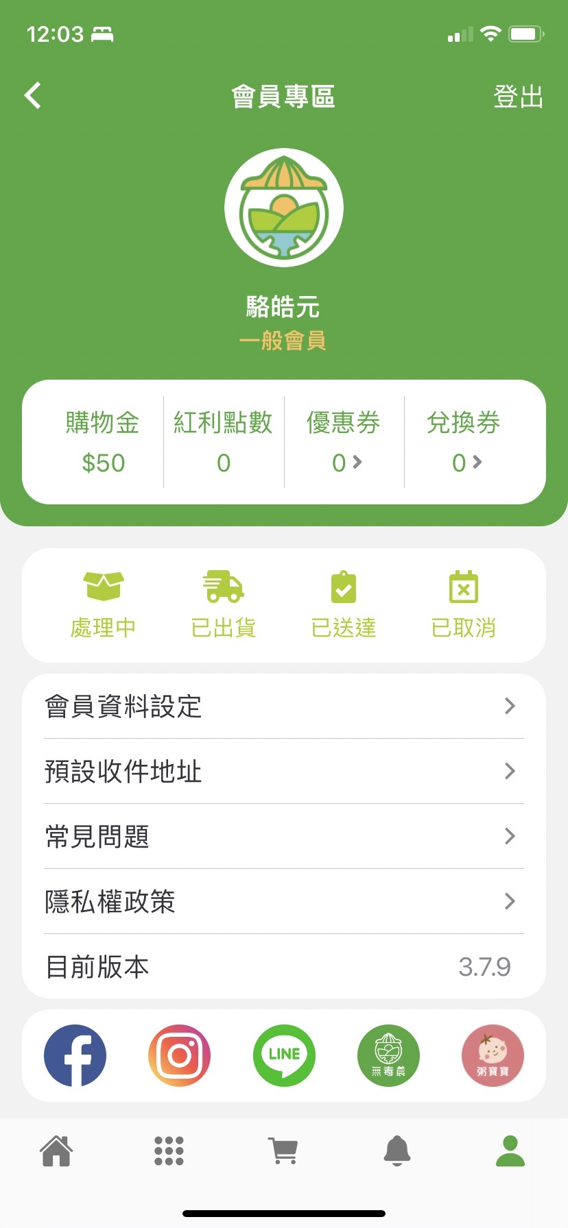 12:03
會員專區 登出
駱皓元
一般會員
購物金 紅利點數 優惠券 兌換券
$50 0 0 0
處理中 已出貨 已送達 已取消
會員資料設定
預設收件地址
常見問題
隱私權政策
目前版本 3.7.9
LINE 無毒農 粥寶寶